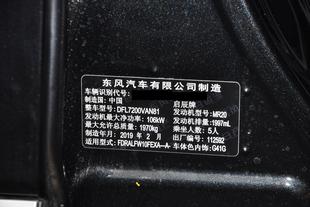 东风汽车有限公司制造
车辆识别代号:
制造国: 中国 启辰牌
整车型号: DFL7200VAN81 发动机型号: MR20
发动机最大净功率: 106kW 发动机排量: 1997mL
最大允许总质量: 1970kg 乘坐人数: 5人
制造年月: 2019 年 2 月 出厂编号: 112592
适用型号: FDRALFW10FEXA—A- 车体色内饰: G41G